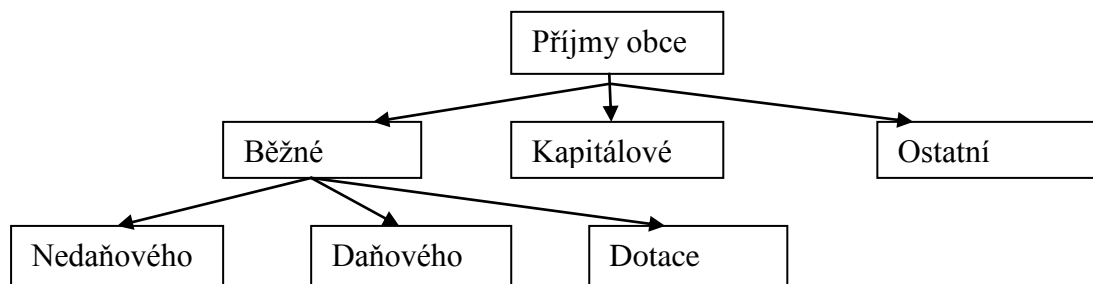 Příjmy obce
Běžné
Kapitálové
Ostatní
Nedaňového
Daňového
Dotace